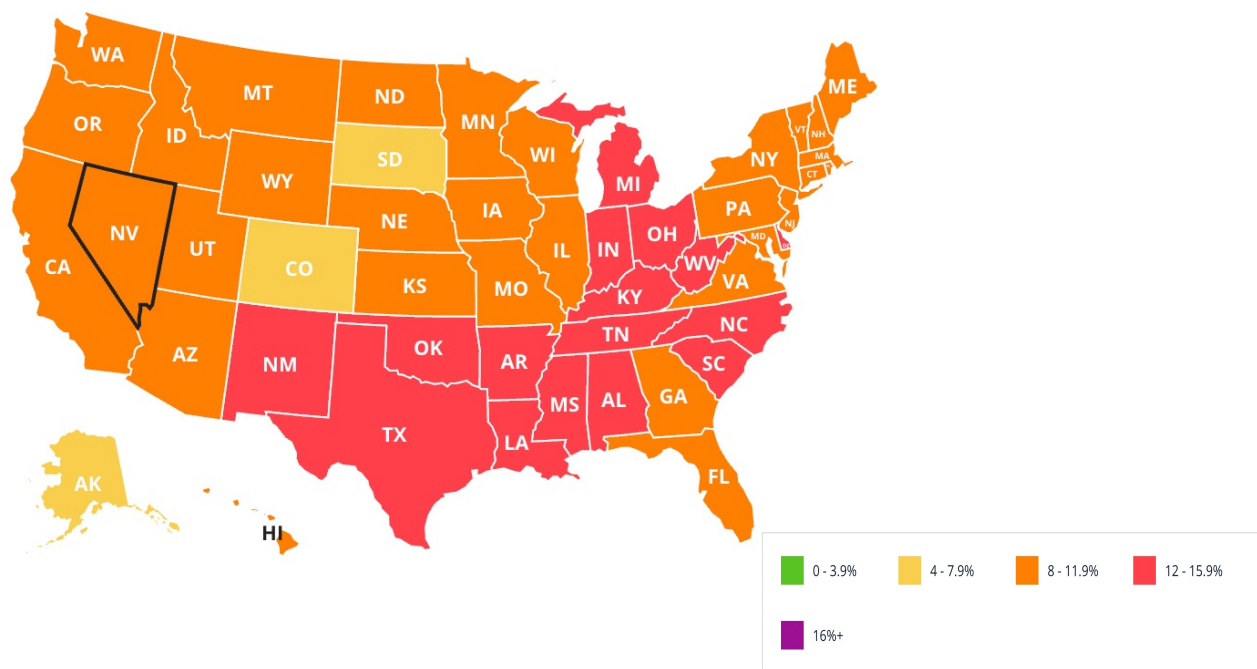 WA
MT
ND
MN
ME
OR
ID
SD
WI
VT
NH
MA
NY
CT
WY
MI
NE
IA
PA
NJ
NV
UT
CO
IL
IN
OH
MD
WV
CA
KS
MO
KY
VA
AZ
NM
OK
AR
TN
NC
SC
TX
LA
MS
AL
GA
FL
AK
HI
0 - 3.9%
4 - 7.9%
8 - 11.9%
12 - 15.9%
16%+